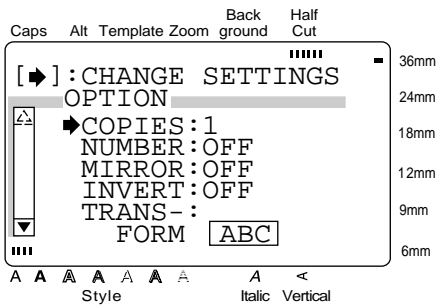 Back Half
Caps Alt Template Zoom ground Cut
36mm
[➡]:CHANGE SETTINGS
OPTION
24mm
➡COPIES:1
18mm
NUMBER:OFF
MIRROR:OFF
12mm
INVERT:OFF
TRANS-:
9mm
FORM ABC
6mm
A A A A A A A A A
Style Italic Vertical